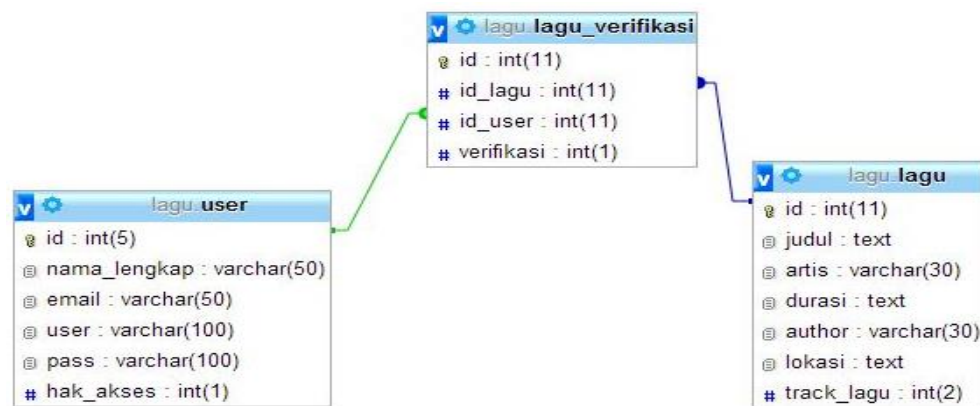 lagu.lagu_verifikasi
id : int(11)
id_lagu : int(11)
id_user : int(11)
verifikasi : int(1)
lagu.user
id : int(5)
nama_lengkap : varchar(50)
email : varchar(50)
user : varchar(100)
pass : varchar(100)
hak_akses : int(1)
lagu.lagu
id : int(11)
judul : text
artis : varchar(30)
durasi : text
author : varchar(30)
lokasi : text
track_lagu : int(2)